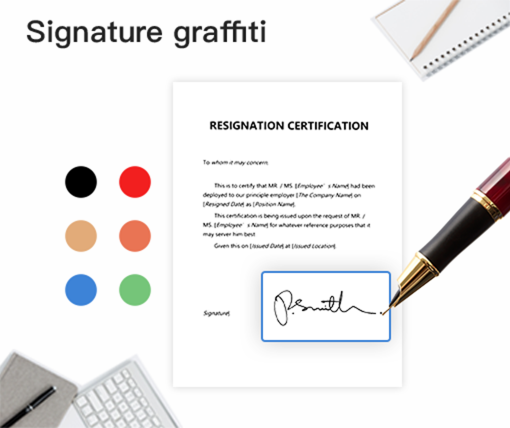 Signature graffiti
RESIGNATION CERTIFICATION
To whom it may concern,
This is to certify that MR. / MS. [Employee's Name] had been
deployed to our principle employer [The Company Name] on
[Resigned Date] as [Position Name].
This certification is being issued upon the request of MR. /
MS. [Employee's Name] for whatever reference purposes that it
may server him best
Given this on [Issued Date] at [Issued Location]
Signature|
P.Smith